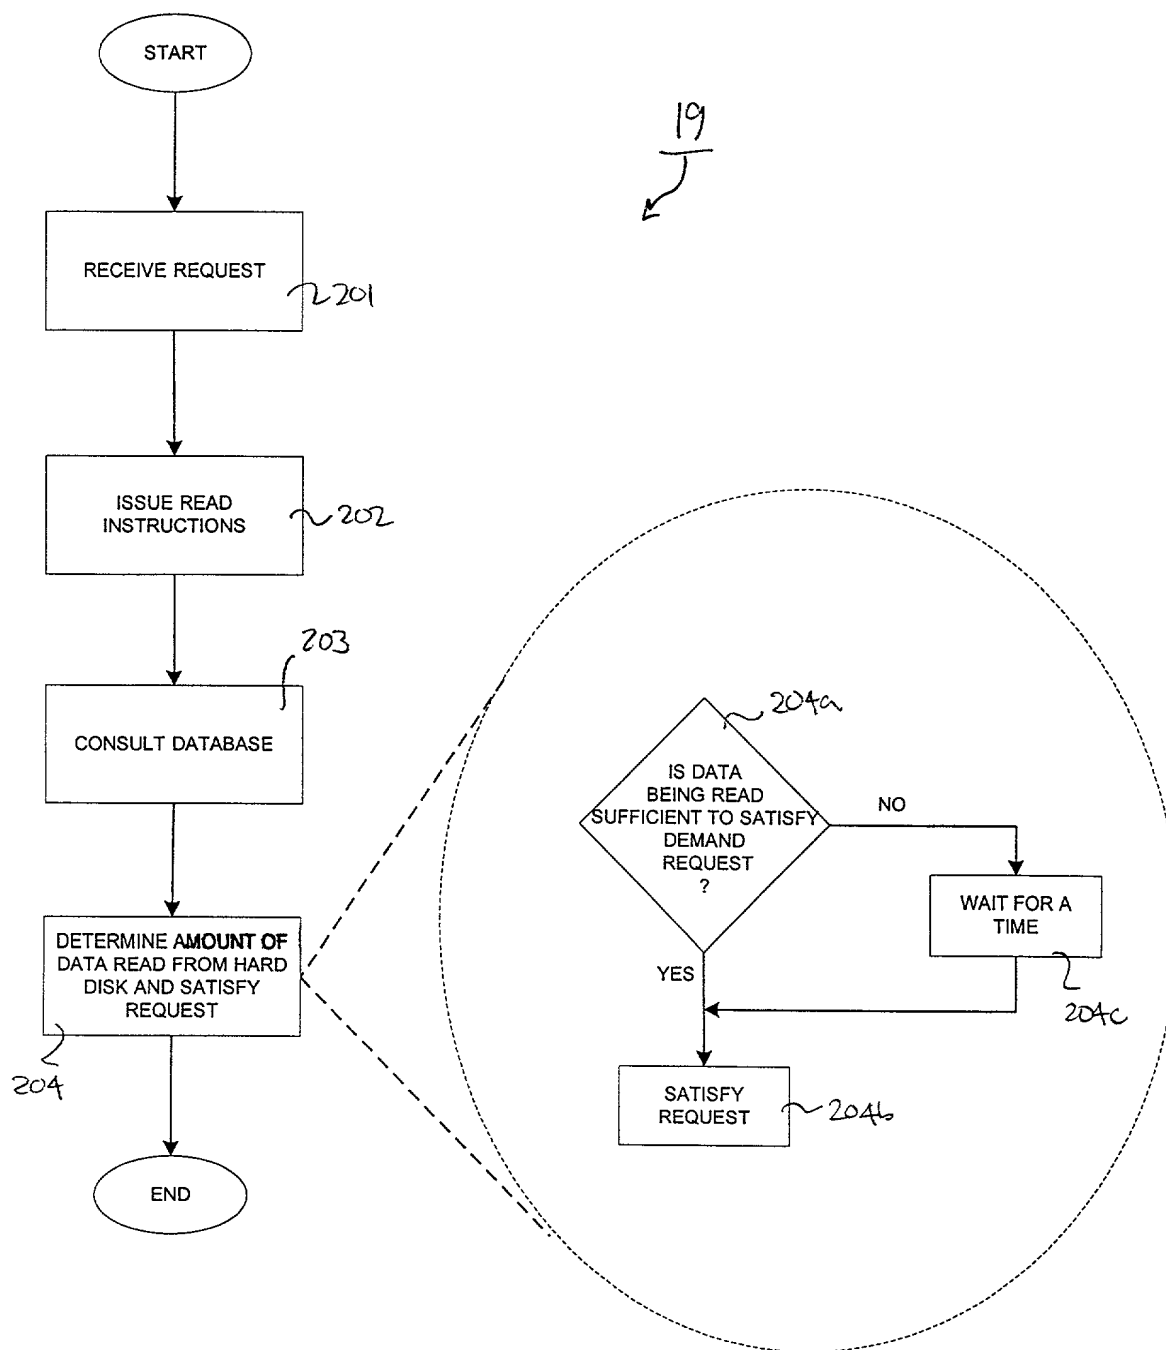 START
19
RECEIVE REQUEST
201
ISSUE READ
INSTRUCTIONS
202
203
CONSULT DATABASE
204a
IS DATA
BEING READ
SUFFICIENT TO SATISFY
DEMAND
REQUEST
?
NO
WAIT FOR A
TIME
204c
YES
SATISFY
REQUEST
204b
DETERMINE AMOUNT OF
DATA READ FROM HARD
DISK AND SATISFY
REQUEST
204
END